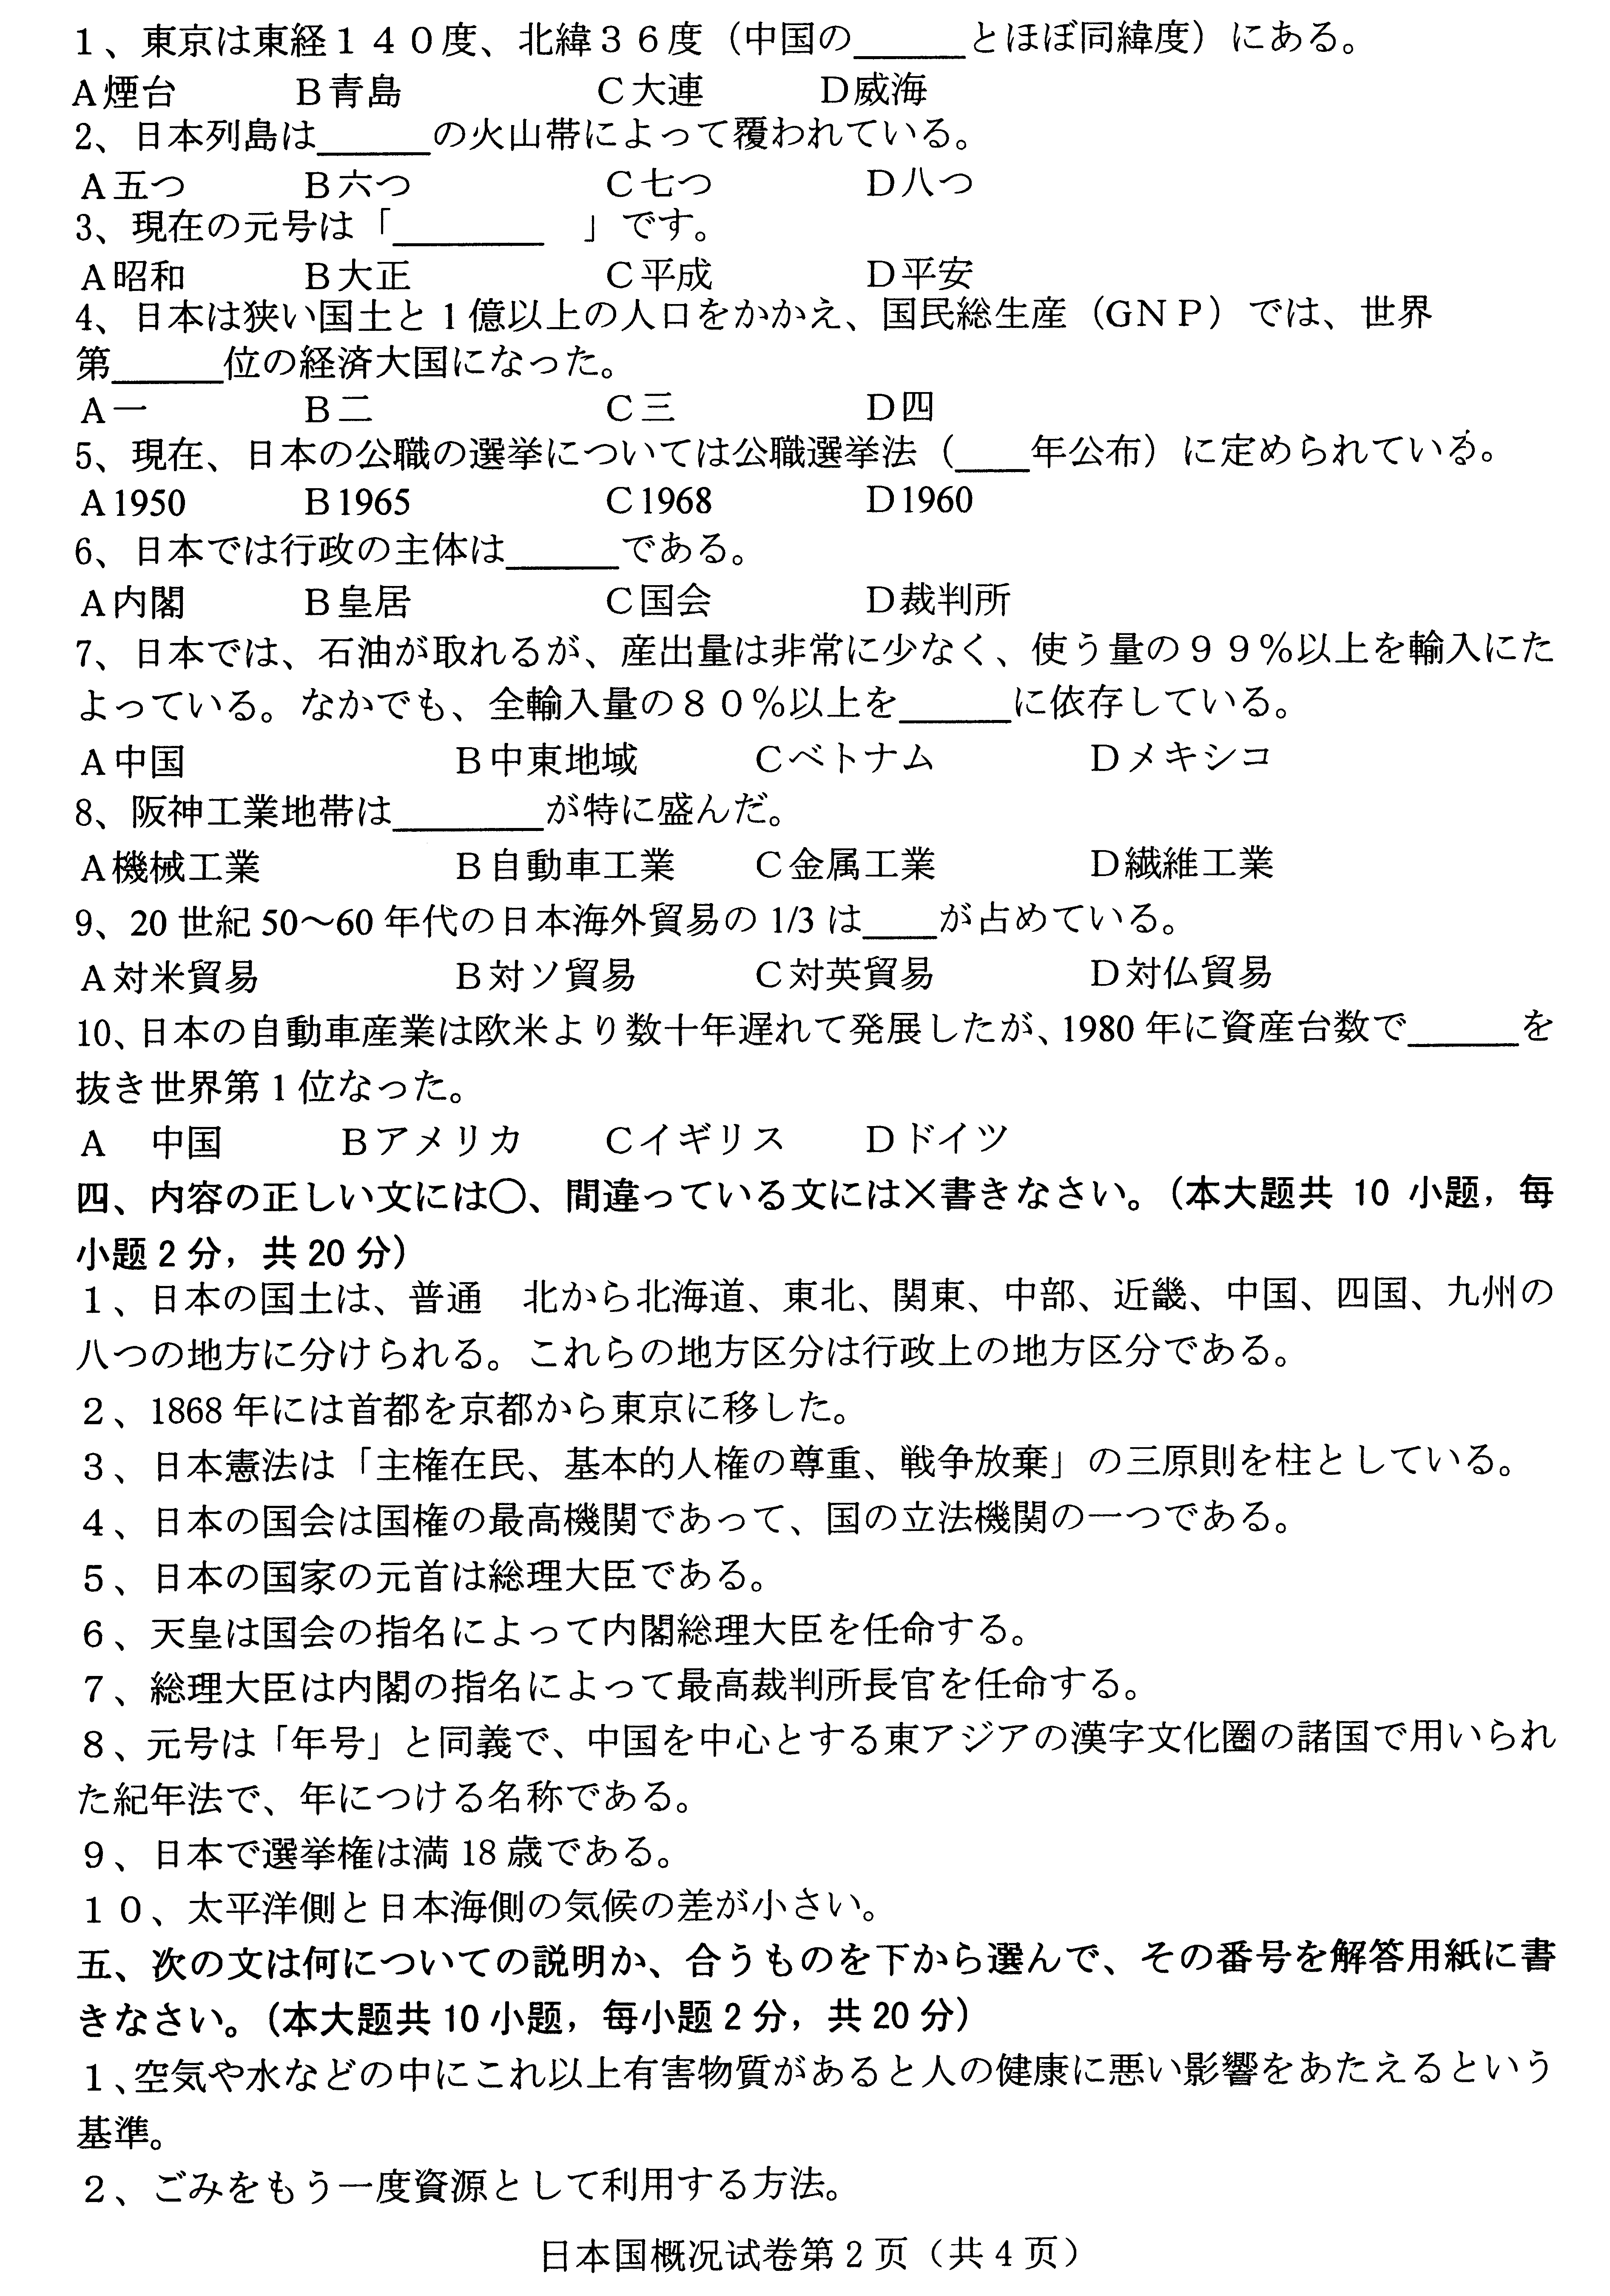 １、東京は東経１４０度、北緯３６度（中国の______とほぼ同緯度）にある。
A煙台 B青島 C大連 D威海
2、日本列島は______の火山帯によって覆われている。
A五つ B六つ C七つ D八つ
3、現在の元号は「________ 」です。
A昭和 B大正 C平成 D平安
4、日本は狭い国土と1億以上の人口をかかえ、国民総生産（GNP）では、世界
第______位の経済大国になった。
A一 B二 C三 D四
5、現在、日本の公職の選挙については公職選挙法（____年公布）に定められている。
A1950 B1965 C1968 D1960
6、日本では行政の主体は______である。
A内閣 B皇居 C国会 D裁判所
7、日本では、石油が取れるが、産出量は非常に少なく、使う量の９９％以上を輸入にた
よっている。なかでも、全輸入量の８０％以上を______に依存している。
A中国 B中東地域 Cベトナム Dメキシコ
8、阪神工業地帯は________が特に盛んだ。
A機械工業 B自動車工業 C金属工業 D繊維工業
9、20世紀50～60年代の日本海外貿易の1/3は____が占めている。
A対米貿易 B対ソ貿易 C対英貿易 D対仏貿易
10、日本の自動車産業は欧米より数十年遅れて発展したが、1980年に資産台数で______を
抜き世界第1位なった。
A 中国 Bアメリカ Cイギリス Dドイツ
四、内容の正しい文には○、間違っている文には×書きなさい。（本大题共 10 小题，每
小题2分，共20分）
１、日本の国土は、普通 北から北海道、東北、関東、中部、近畿、中国、四国、九州の
八つの地方に分けられる。これらの地方区分は行政上の地方区分である。
２、1868年には首都を京都から東京に移した。
３、日本憲法は「主権在民、基本的人権の尊重、戦争放棄」の三原則を柱としている。
４、日本の国会は国権の最高機関であって、国の立法機関の一つである。
５、日本の国家の元首は総理大臣である。
６、天皇は国会の指名によって内閣総理大臣を任命する。
７、総理大臣は内閣の指名によって最高裁判所長官を任命する。
８、元号は「年号」と同義で、中国を中心とする東アジアの漢字文化圏の諸国で用いられ
た紀年法で、年につける名称である。
９、日本で選挙権は満18歳である。
１０、太平洋側と日本海側の気候の差が小さい。
五、次の文は何についての説明か、合うものを下から選んで、その番号を解答用紙に書
きなさい。（本大题共10小题，每小题2分，共20分）
１、空気や水などの中にこれ以上有害物質があると人の健康に悪い影響をあたえるという
基準。
２、ごみをもう一度資源として利用する方法。
日本国概况试卷第2页（共4页）